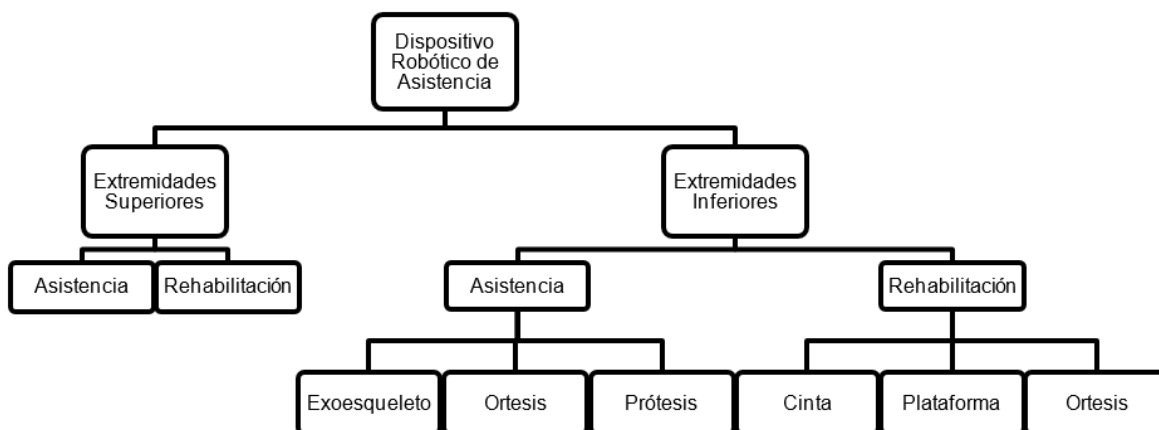 Dispositivo
Robótico de
Asistencia
Extremidades
Superiores
Extremidades
Inferiores
Asistencia
Rehabilitación
Asistencia
Rehabilitación
Exoesqueleto
Ortesis
Prótesis
Cinta
Plataforma
Ortesis